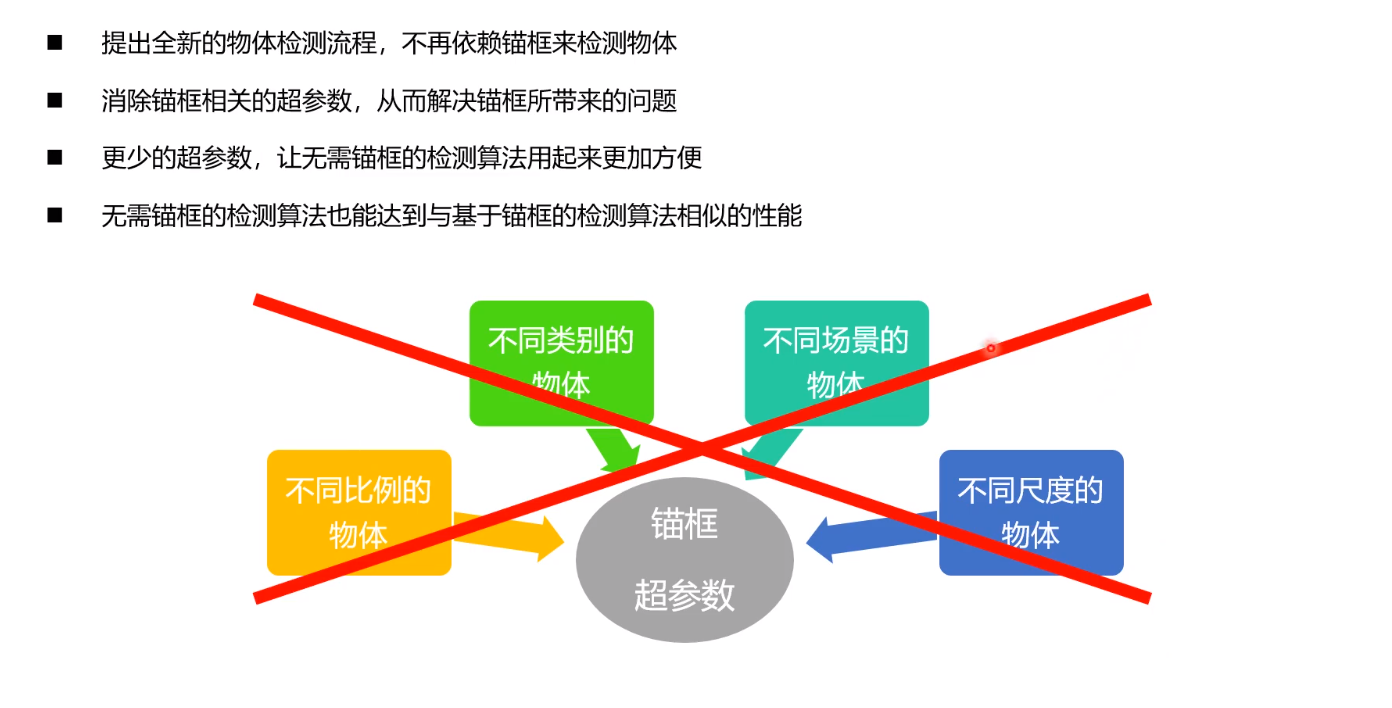 提出全新的物体检测流程，不再依赖锚框来检测物体
消除锚框相关的超参数，从而解决锚框所带来的问题
更少的超参数，让无需锚框的检测算法用起来更加方便
无需锚框的检测算法也能达到与基于锚框的检测算法相似的性能
不同类别的
物体
不同场景的
物体
不同比例的
物体
不同尺度的
物体
锚框
超参数